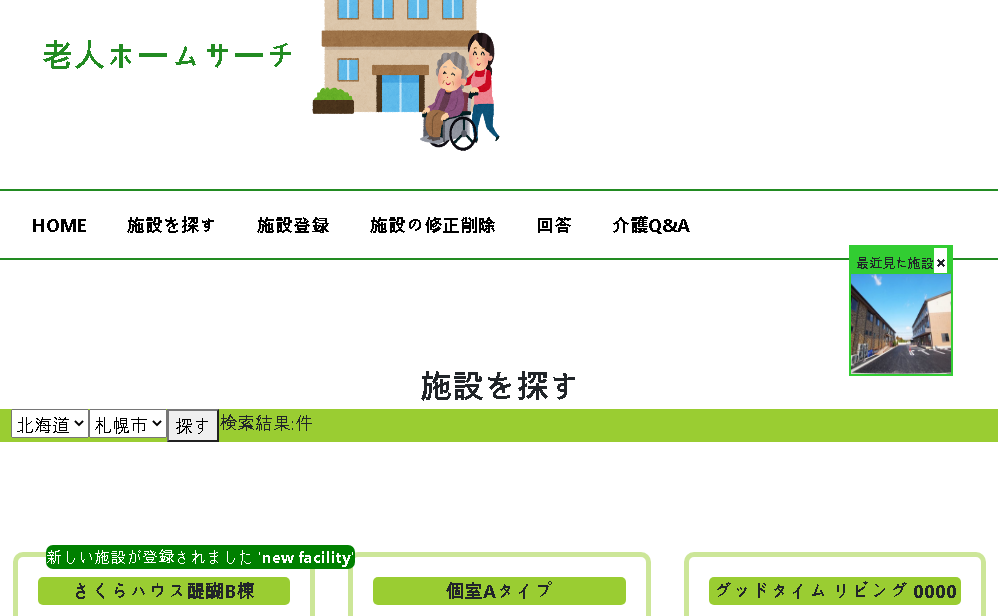 老人ホームサーチ
HOME 施設を探す 施設登録 施設の修正削除 回答 介護Q&A
最近見た施設 ×
施設を探す
北海道 札幌市 探す 検索結果:件
新しい施設が登録されました 'new facility'
さくらハウス醍醐B棟 個室Aタイプ グッドタイム リビング 0000